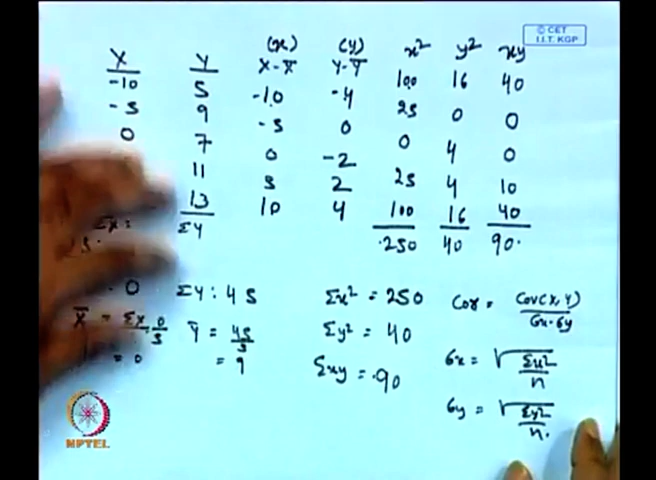 © CET
I.I.T. KGP
(x) (y) x² y² xy
X Y X-X̄ Y-Ȳ
-10 5 -10 -4 100 16 40
-5 9 -5 0 25 0 0
0 7 0 -2 0 4 0
11 5 2 25 4 10
13 10 4 100 16 40
Σx = ΣY 250 40 90
0 ΣY : 45 Σx² = 250 Cor = Cov(X, Y) / σx·σy
X̄ = Σx/ 0/5 Ȳ = 45/5 Σy² = 40
= 0 = 9 Σxy = 90 σx = √Σx²/n
σy = √Σy²/n
NPTEL